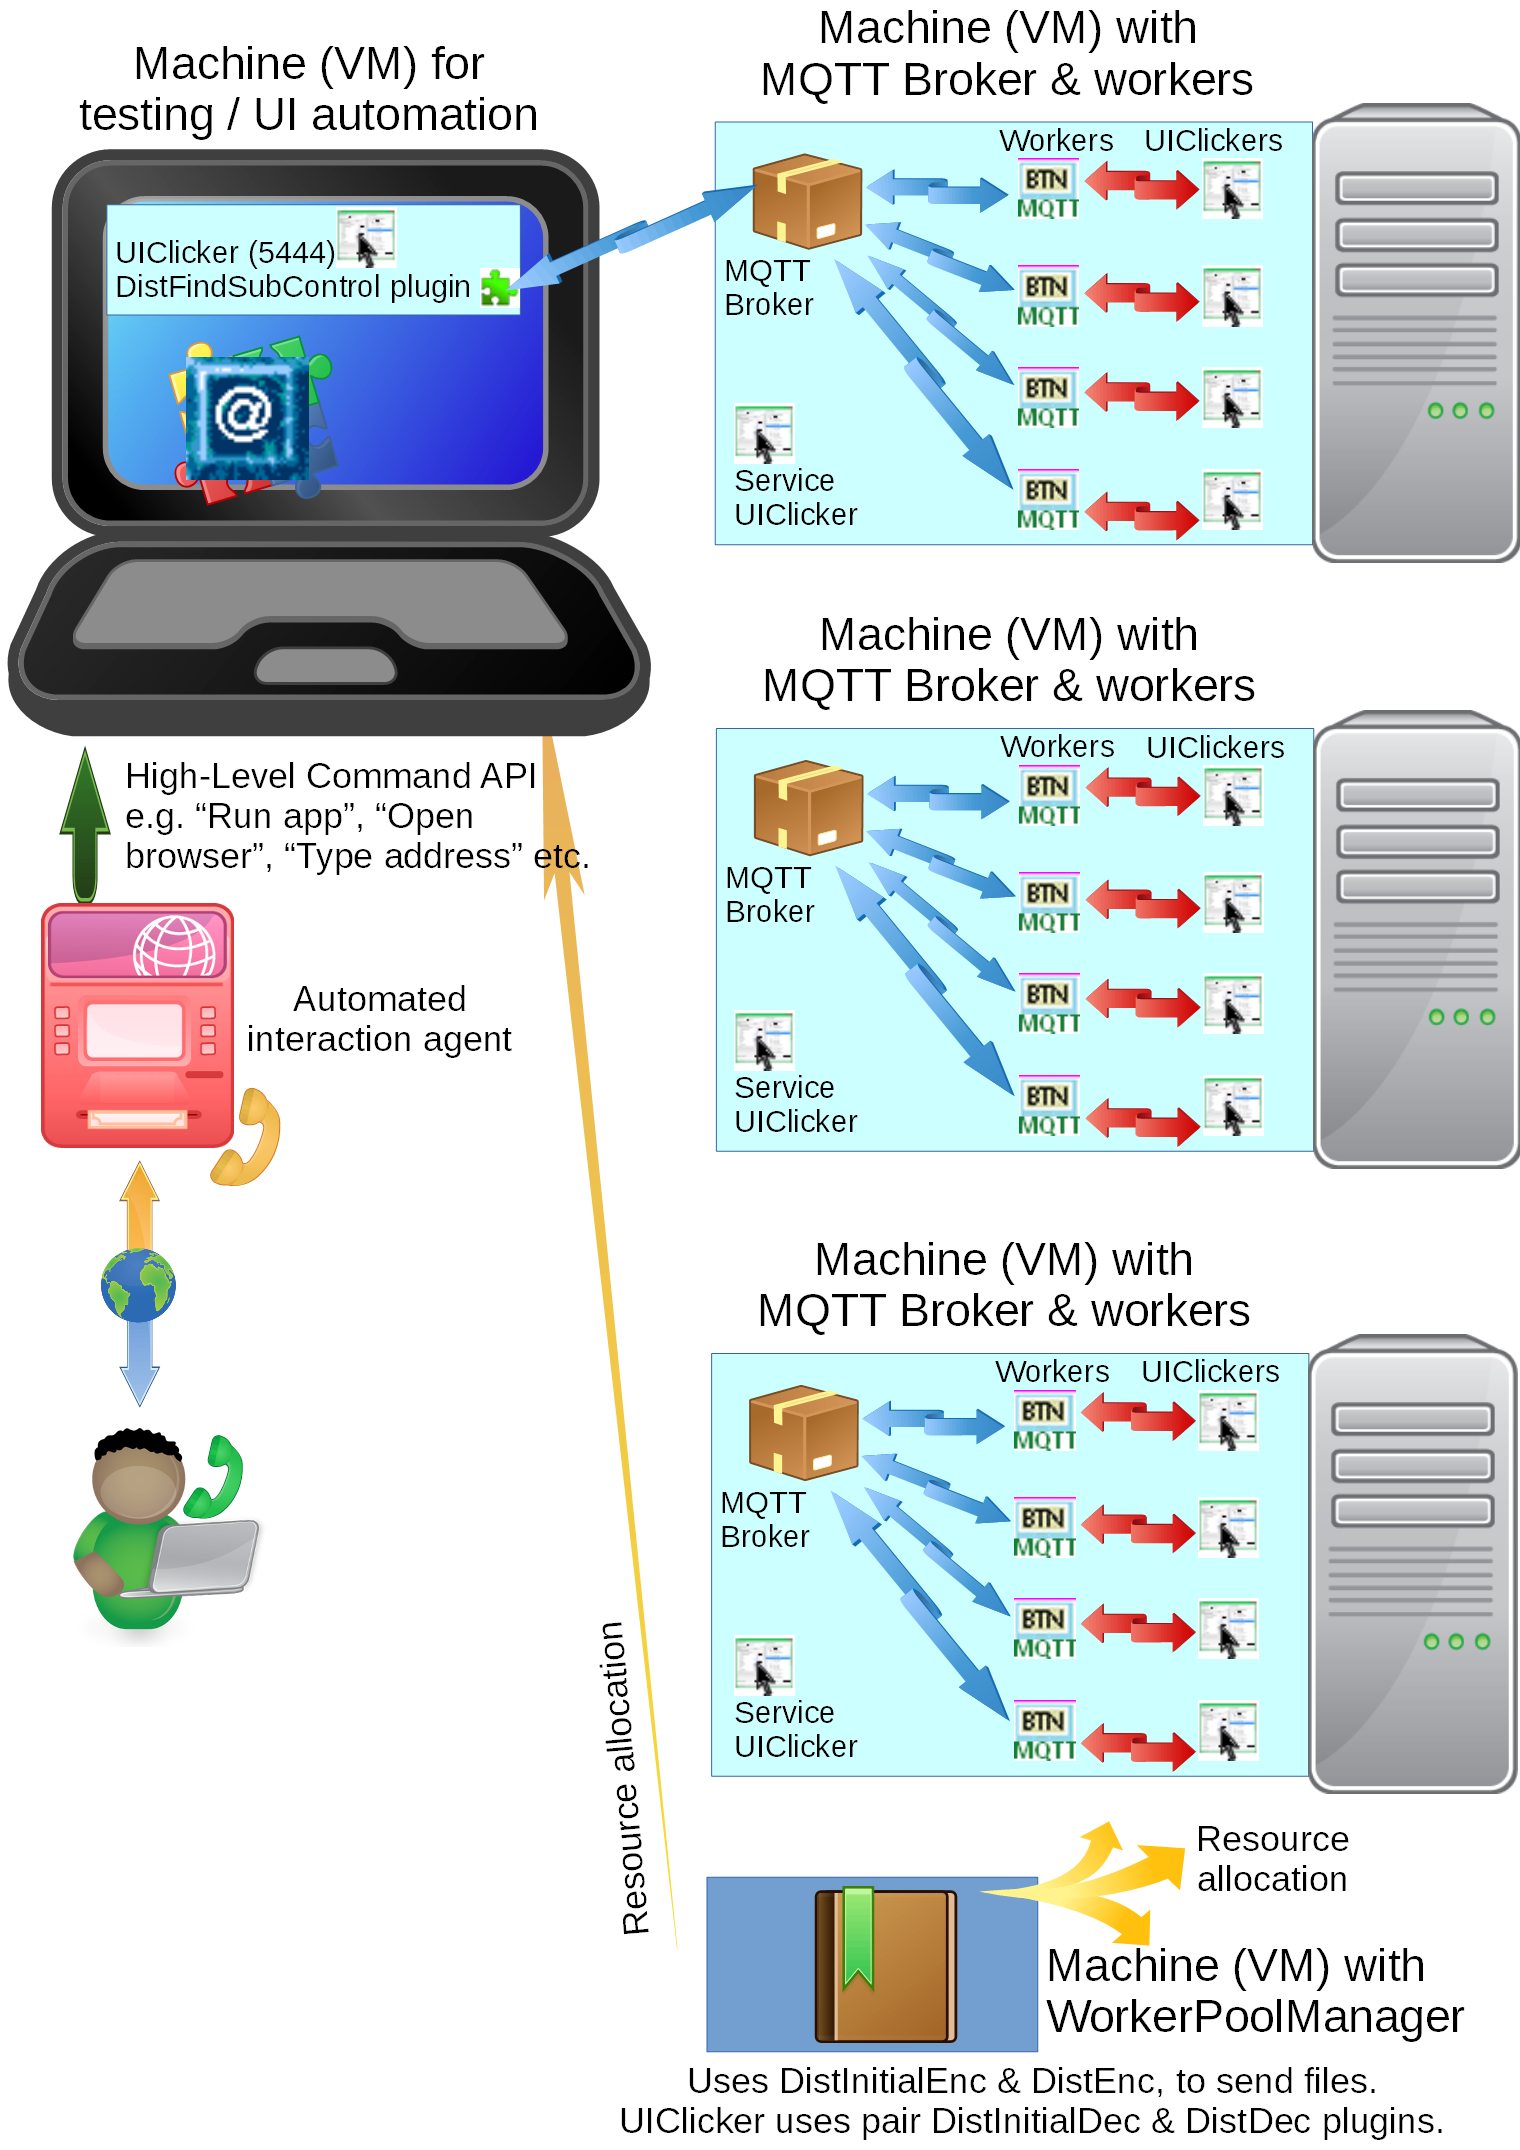 Machine (VM) for
testing / UI automation
UIClicker (5444)
DistFindSubControl plugin
@
High-Level Command API
e.g. “Run app”, “Open
browser”, “Type address” etc.
Automated
interaction agent
Resource allocation
Machine (VM) with
MQTT Broker & workers
Workers UIClickers
BTN
MQTT
MQTT
Broker
BTN
MQTT
BTN
MQTT
Service
UIClicker
BTN
MQTT
Machine (VM) with
MQTT Broker & workers
Workers UIClickers
BTN
MQTT
MQTT
Broker
BTN
MQTT
BTN
MQTT
Service
UIClicker
BTN
MQTT
Machine (VM) with
MQTT Broker & workers
Workers UIClickers
BTN
MQTT
MQTT
Broker
BTN
MQTT
BTN
MQTT
Service
UIClicker
BTN
MQTT
Resource
allocation
Machine (VM) with
WorkerPoolManager
Uses DistInitialEnc & DistEnc, to send files.
UIClicker uses pair DistInitialDec & DistDec plugins.